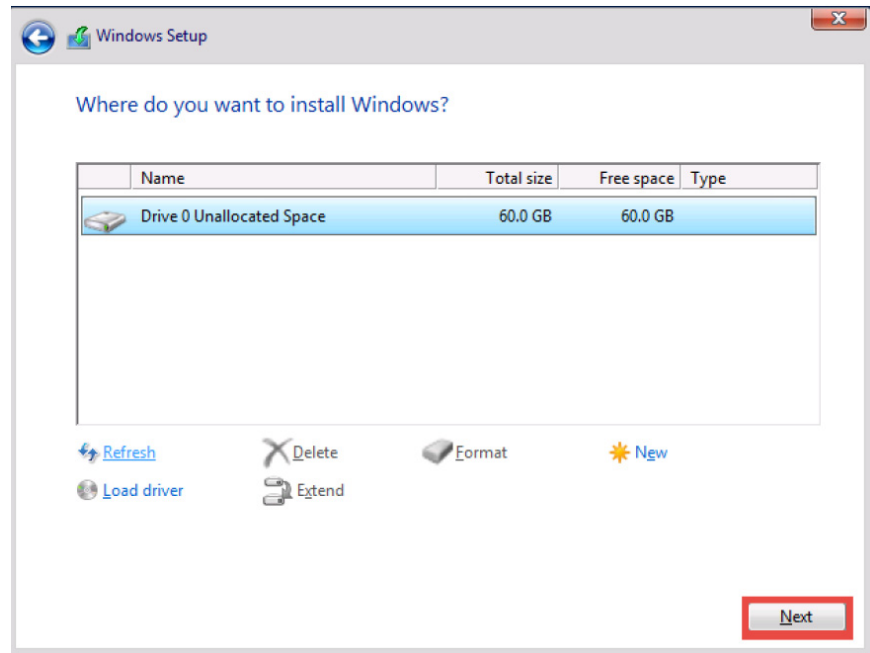 Windows Setup
Where do you want to install Windows?
Name Total size Free space Type
Drive 0 Unallocated Space 60.0 GB 60.0 GB
Refresh Delete Format New
Load driver Extend
Next